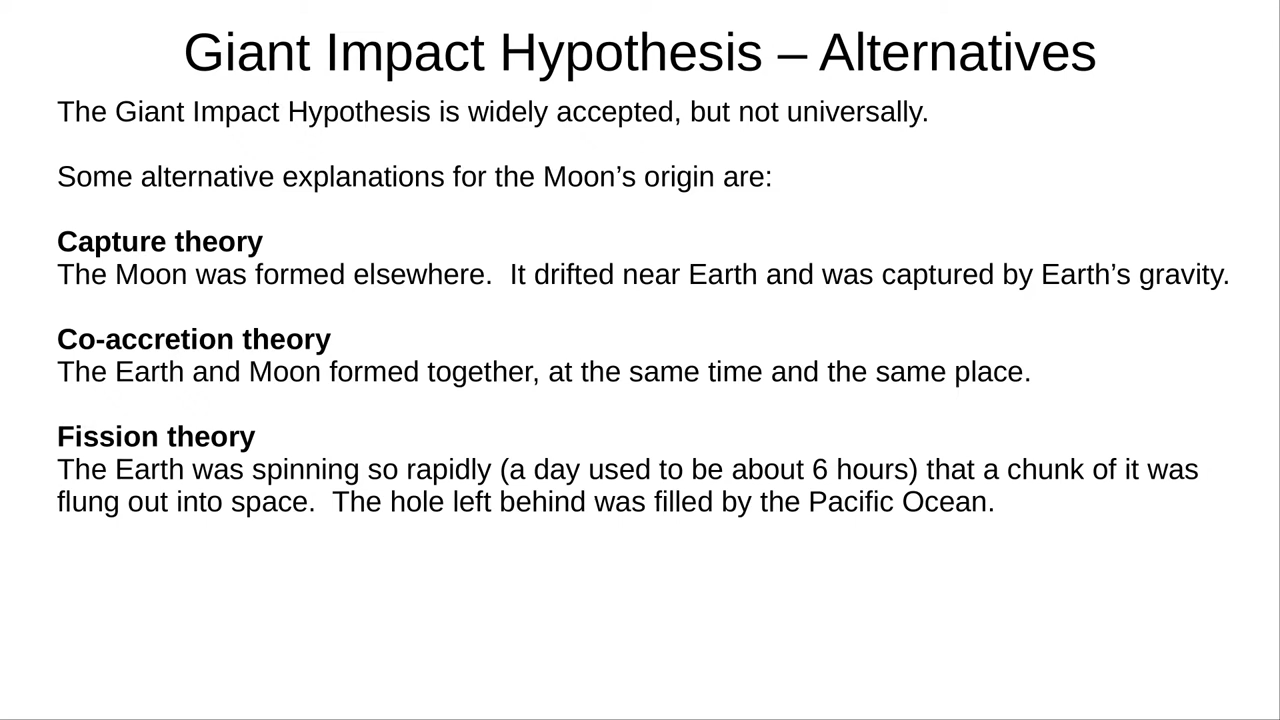 Giant Impact Hypothesis – Alternatives
The Giant Impact Hypothesis is widely accepted, but not universally.
Some alternative explanations for the Moon’s origin are:
Capture theory
The Moon was formed elsewhere.  It drifted near Earth and was captured by Earth’s gravity.
Co-accretion theory
The Earth and Moon formed together, at the same time and the same place.
Fission theory
The Earth was spinning so rapidly (a day used to be about 6 hours) that a chunk of it was
flung out into space.  The hole left behind was filled by the Pacific Ocean.